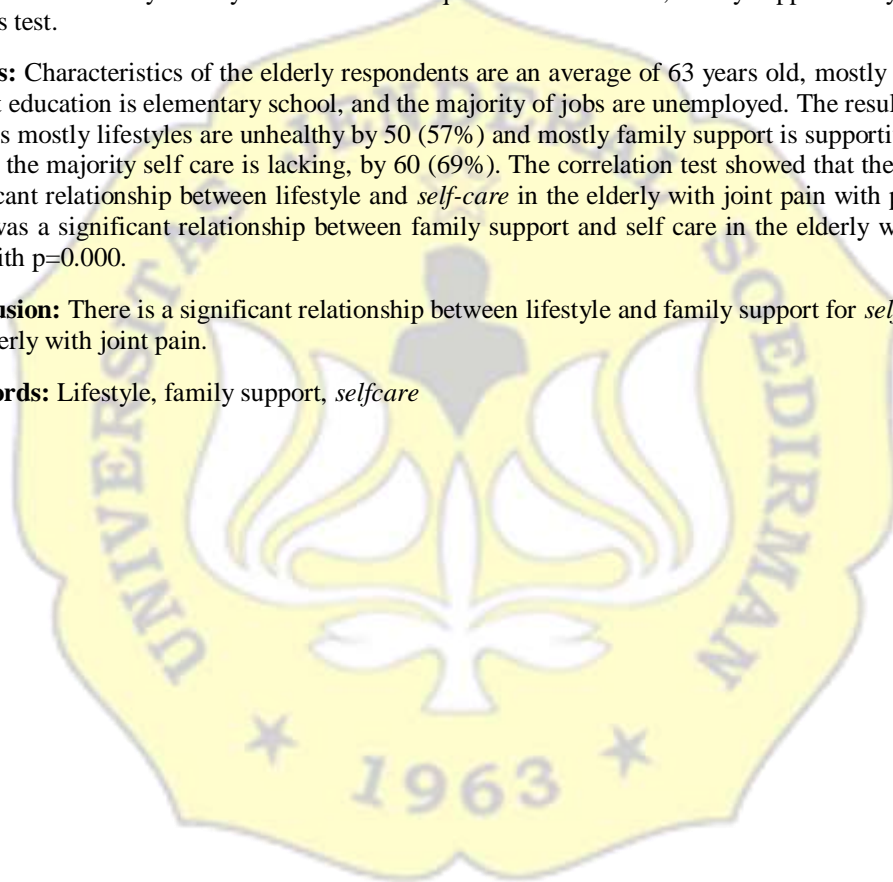 s test.
s: Characteristics of the elderly respondents are an average of 63 years old, mostly
t education is elementary school, and the majority of jobs are unemployed. The resul
s mostly lifestyles are unhealthy by 50 (57%) and mostly family support is supporti
the majority self care is lacking, by 60 (69%). The correlation test showed that the
cant relationship between lifestyle and self-care in the elderly with joint pain with p
was a significant relationship between family support and self care in the elderly w
ith p=0.000.
usion: There is a significant relationship between lifestyle and family support for sel
erly with joint pain.
ords: Lifestyle, family support, selfcare
UNIVERSITAS JENDERAL SOEDIRMAN
1963